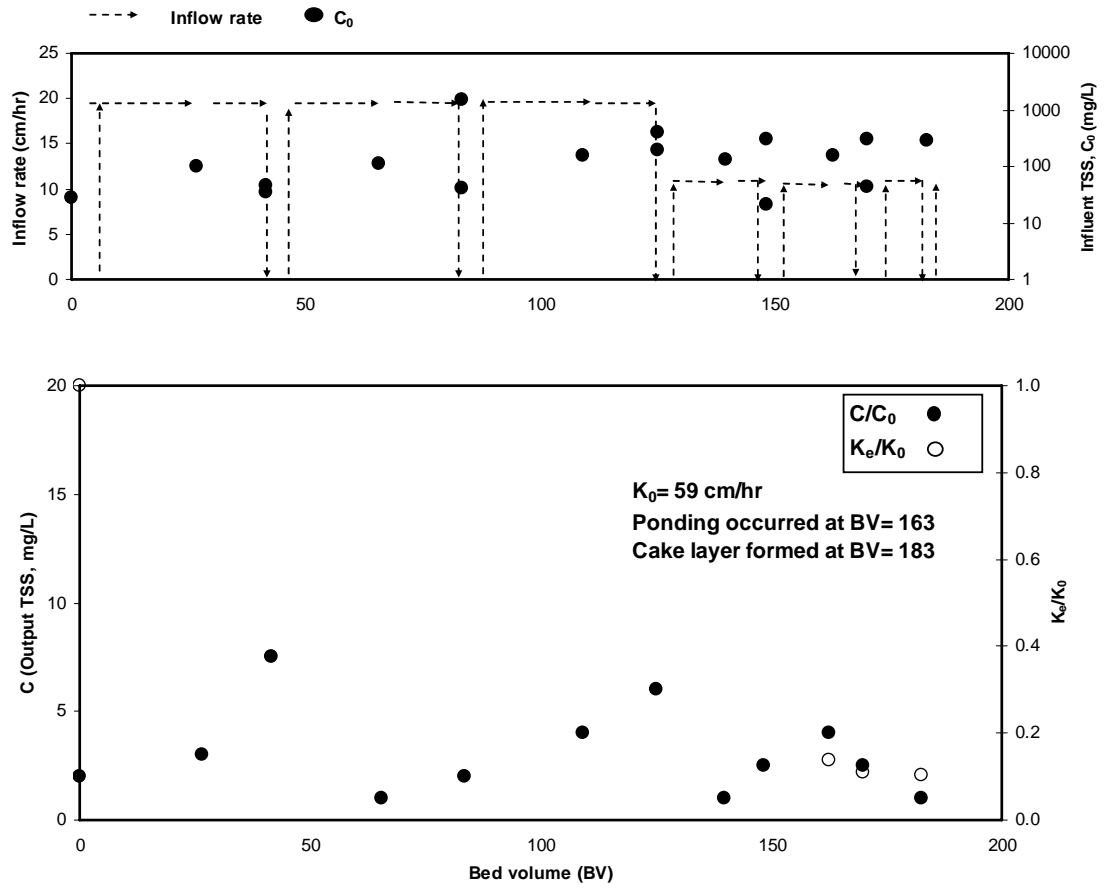 Inflow rate C₀
25
20
15
10
5
0
Inflow rate (cm/hr)
10000
1000
100
10
1
Influent TSS, C₀ (mg/L)
0 50 100 150 200
20
15
10
5
0
C (Output TSS, mg/L)
1.0
0.8
0.6
0.4
0.2
0.0
Kₑ/K₀
C/C₀
Kₑ/K₀
K₀= 59 cm/hr
Ponding occurred at BV= 163
Cake layer formed at BV= 183
0 50 100 150 200
Bed volume (BV)